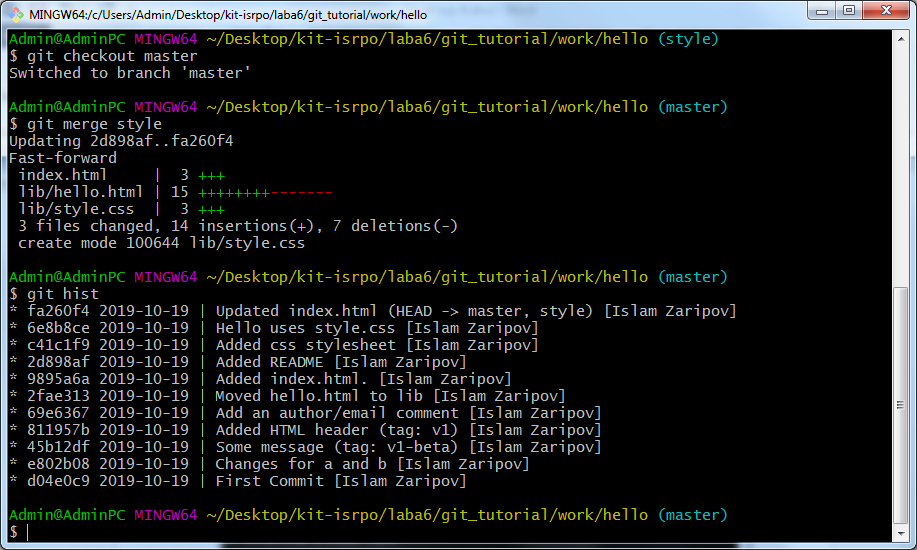 MINGW64:/c/Users/Admin/Desktop/kit-isrpo/laba6/git_tutorial/work/hello
Admin@AdminPC MINGW64 ~/Desktop/kit-isrpo/laba6/git_tutorial/work/hello (style)
$ git checkout master
Switched to branch 'master'
Admin@AdminPC MINGW64 ~/Desktop/kit-isrpo/laba6/git_tutorial/work/hello (master)
$ git merge style
Updating 2d898af..fa260f4
Fast-forward
 index.html     |  3 +++
 lib/hello.html | 15 ++++++++-------
 lib/style.css  |  3 +++
 3 files changed, 14 insertions(+), 7 deletions(-)
 create mode 100644 lib/style.css
Admin@AdminPC MINGW64 ~/Desktop/kit-isrpo/laba6/git_tutorial/work/hello (master)
$ git hist
* fa260f4 2019-10-19 | Updated index.html (HEAD -> master, style) [Islam Zaripov]
* 6e8b8ce 2019-10-19 | Hello uses style.css [Islam Zaripov]
* c41c1f9 2019-10-19 | Added css stylesheet [Islam Zaripov]
* 2d898af 2019-10-19 | Added README [Islam Zaripov]
* 9895a6a 2019-10-19 | Added index.html. [Islam Zaripov]
* 2fae313 2019-10-19 | Moved hello.html to lib [Islam Zaripov]
* 69e6367 2019-10-19 | Add an author/email comment [Islam Zaripov]
* 811957b 2019-10-19 | Added HTML header (tag: v1) [Islam Zaripov]
* 45b12df 2019-10-19 | Some message (tag: v1-beta) [Islam Zaripov]
* e802b08 2019-10-19 | Changes for a and b [Islam Zaripov]
* d04e0c9 2019-10-19 | First Commit [Islam Zaripov]
Admin@AdminPC MINGW64 ~/Desktop/kit-isrpo/laba6/git_tutorial/work/hello (master)
$